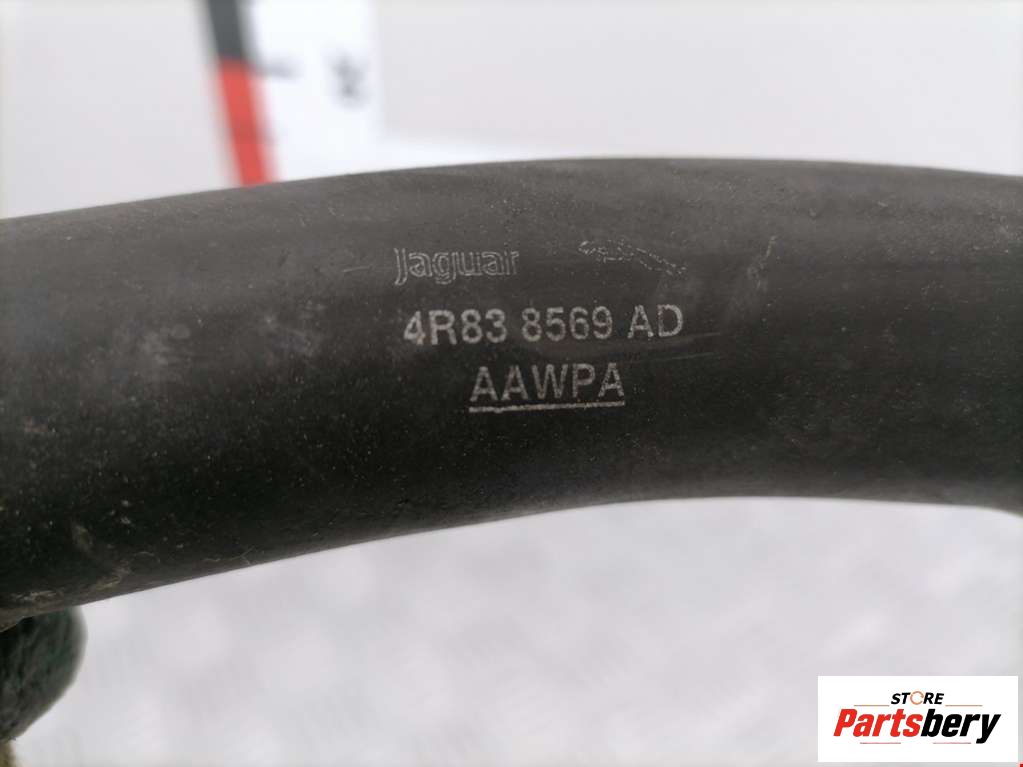 Jaguar
4R83 8569 AD
AAWPA
STORE
Partsbery